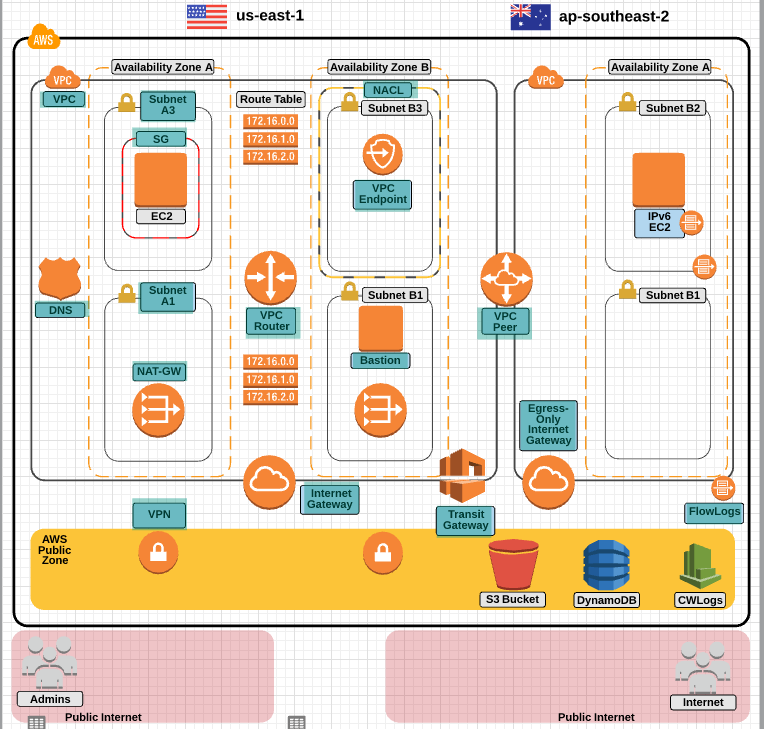 us-east-1
ap-southeast-2
AWS
Availability Zone A
Availability Zone B
Availability Zone A
VPC
VPC
VPC
Subnet
A3
Route Table
NACL
Subnet B3
Subnet B2
172.16.0.0
172.16.1.0
172.16.2.0
SG
EC2
VPC
Endpoint
IPv6
EC2
DNS
Subnet
A1
VPC
Router
Subnet B1
VPC
Peer
Subnet B1
NAT-GW
172.16.0.0
172.16.1.0
172.16.2.0
Bastion
Egress-
Only
Internet
Gateway
Internet
Gateway
VPN
Transit
Gateway
FlowLogs
AWS
Public
Zone
S3 Bucket
DynamoDB
CWLogs
Admins
Public Internet
Internet
Public Internet